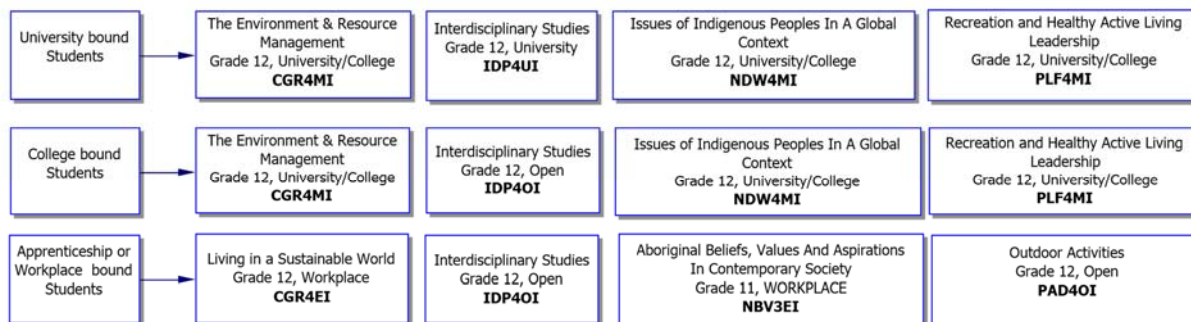 University bound
Students
The Environment & Resource
Management
Grade 12, University/College
CGR4MI
Interdisciplinary Studies
Grade 12, University
IDP4UI
Issues of Indigenous Peoples In A Global
Context
Grade 12, University/College
NDW4MI
Recreation and Healthy Active Living
Leadership
Grade 12, University/College
PLF4MI
College bound
Students
The Environment & Resource
Management
Grade 12, University/College
CGR4MI
Interdisciplinary Studies
Grade 12, Open
IDP4OI
Issues of Indigenous Peoples In A Global
Context
Grade 12, University/College
NDW4MI
Recreation and Healthy Active Living
Leadership
Grade 12, University/College
PLF4MI
Apprenticeship or
Workplace bound
Students
Living in a Sustainable World
Grade 12, Workplace
CGR4EI
Interdisciplinary Studies
Grade 12, Open
IDP4OI
Aboriginal Beliefs, Values And Aspirations
In Contemporary Society
Grade 11, WORKPLACE
NBV3EI
Outdoor Activities
Grade 12, Open
PAD4OI